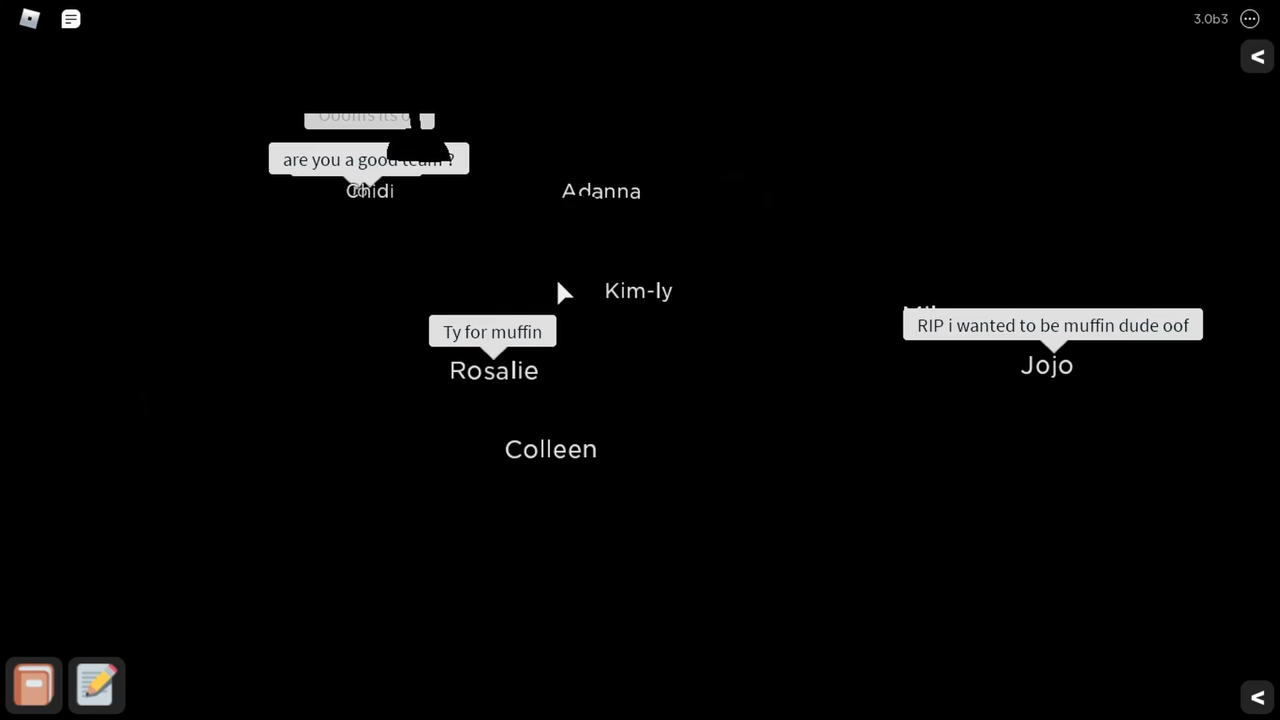 3.0b3
are you a good team ?
Chidi
Adanna
Kim-ly
Ty for muffin
RIP i wanted to be muffin dude oof
Rosalie
Jojo
Colleen